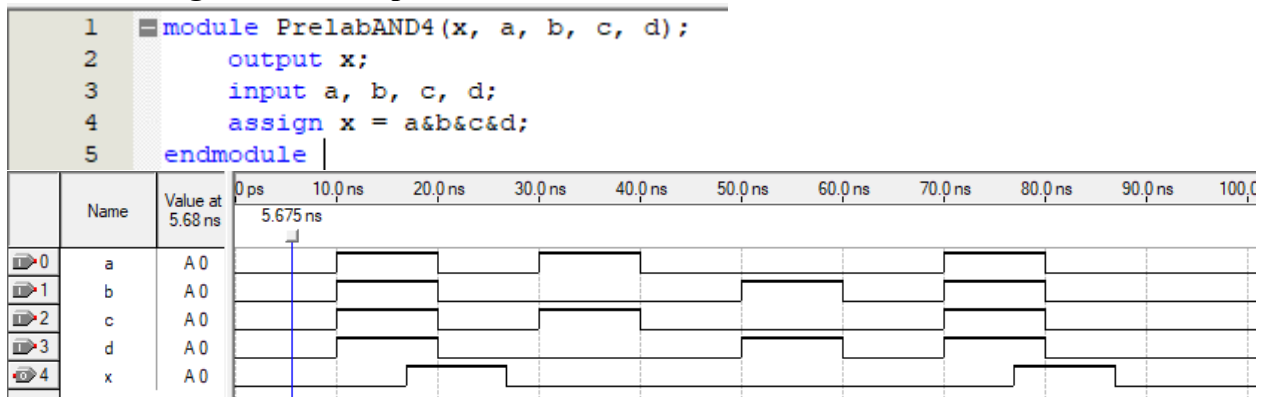 1 module PrelabAND4(x, a, b, c, d);
2 output x;
3 input a, b, c, d;
4 assign x = a&b&c&d;
5 endmodule
Name Value at 5.68 ns 0 ps 10.0 ns 20.0 ns 30.0 ns 40.0 ns 50.0 ns 60.0 ns 70.0 ns 80.0 ns 90.0 ns 100.0
5.675 ns
0 a A 0
1 b A 0
2 c A 0
3 d A 0
4 x A 0